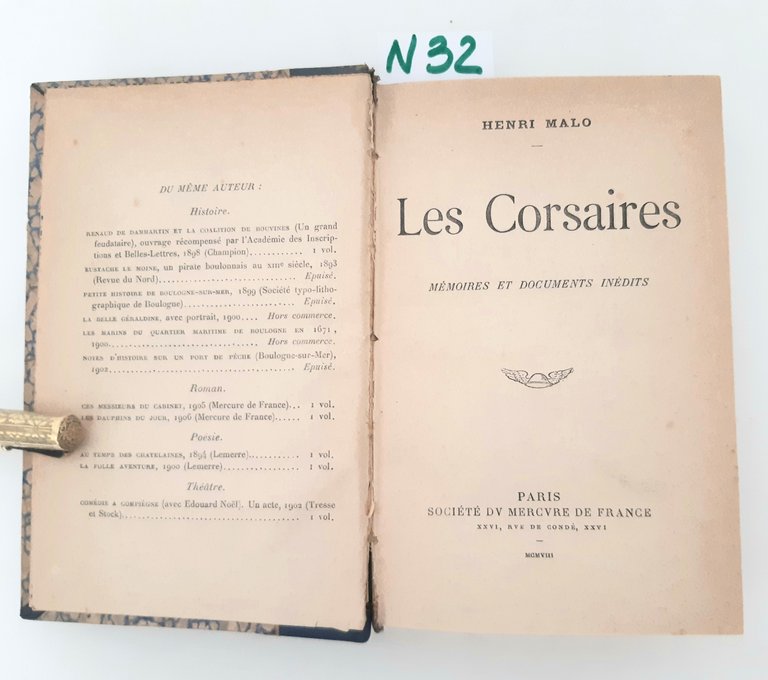 N 32
DU MÊME AUTEUR :
Histoire.
RENAUD DE DAMMARTIN ET LA COALITION DE BOUVINES (Un grand
feudataire), ouvrage récompensé par l'Académie des Inscrip-
tions et Belles-Lettres, 1898 (Champion)............ 1 vol.
EUSTACHE LE MOINE, un pirate boulonnais au XIIIe siècle, 1893
(Revue du Nord)............................. Épuisé.
PETITE HISTOIRE DE BOULOGNE-SUR-MER, 1899 (Société typo-litho-
graphique de Boulogne)....................... Épuisé.
LA BELLE GÉRALDINE, avec portrait, 1900.... Hors commerce.
LES MARINS DU QUARTIER MARITIME DE BOULOGNE EN 1671,
1900................................. Hors commerce.
NOTES D'HISTOIRE SUR UN PORT DE PÊCHE (Boulogne-sur-Mer),
1902....................................... Épuisé.
Roman.
CES MESSIEURS DU CABINET, 1905 (Mercure de France)... 1 vol.
LES DAUPHINS DU JOUR, 1906 (Mercure de France)...... 1 vol.
Poésie.
AU TEMPS DES CHATELAINES, 1894 (Lemerre)............ 1 vol.
LA FOLLE AVENTURE, 1900 (Lemerre).................. 1 vol.
Théâtre.
COMÉDIE A COMPIÈGNE (avec Edouard Noël). Un acte, 1902 (Tresse
et Stock)........................................ 1 vol.
HENRI MALO
Les Corsaires
MÉMOIRES ET DOCUMENTS INÉDITS
PARIS
SOCIÉTÉ DV MERCVRE DE FRANCE
XXVI, RVE DE CONDÉ, XXVI
MCMVIII